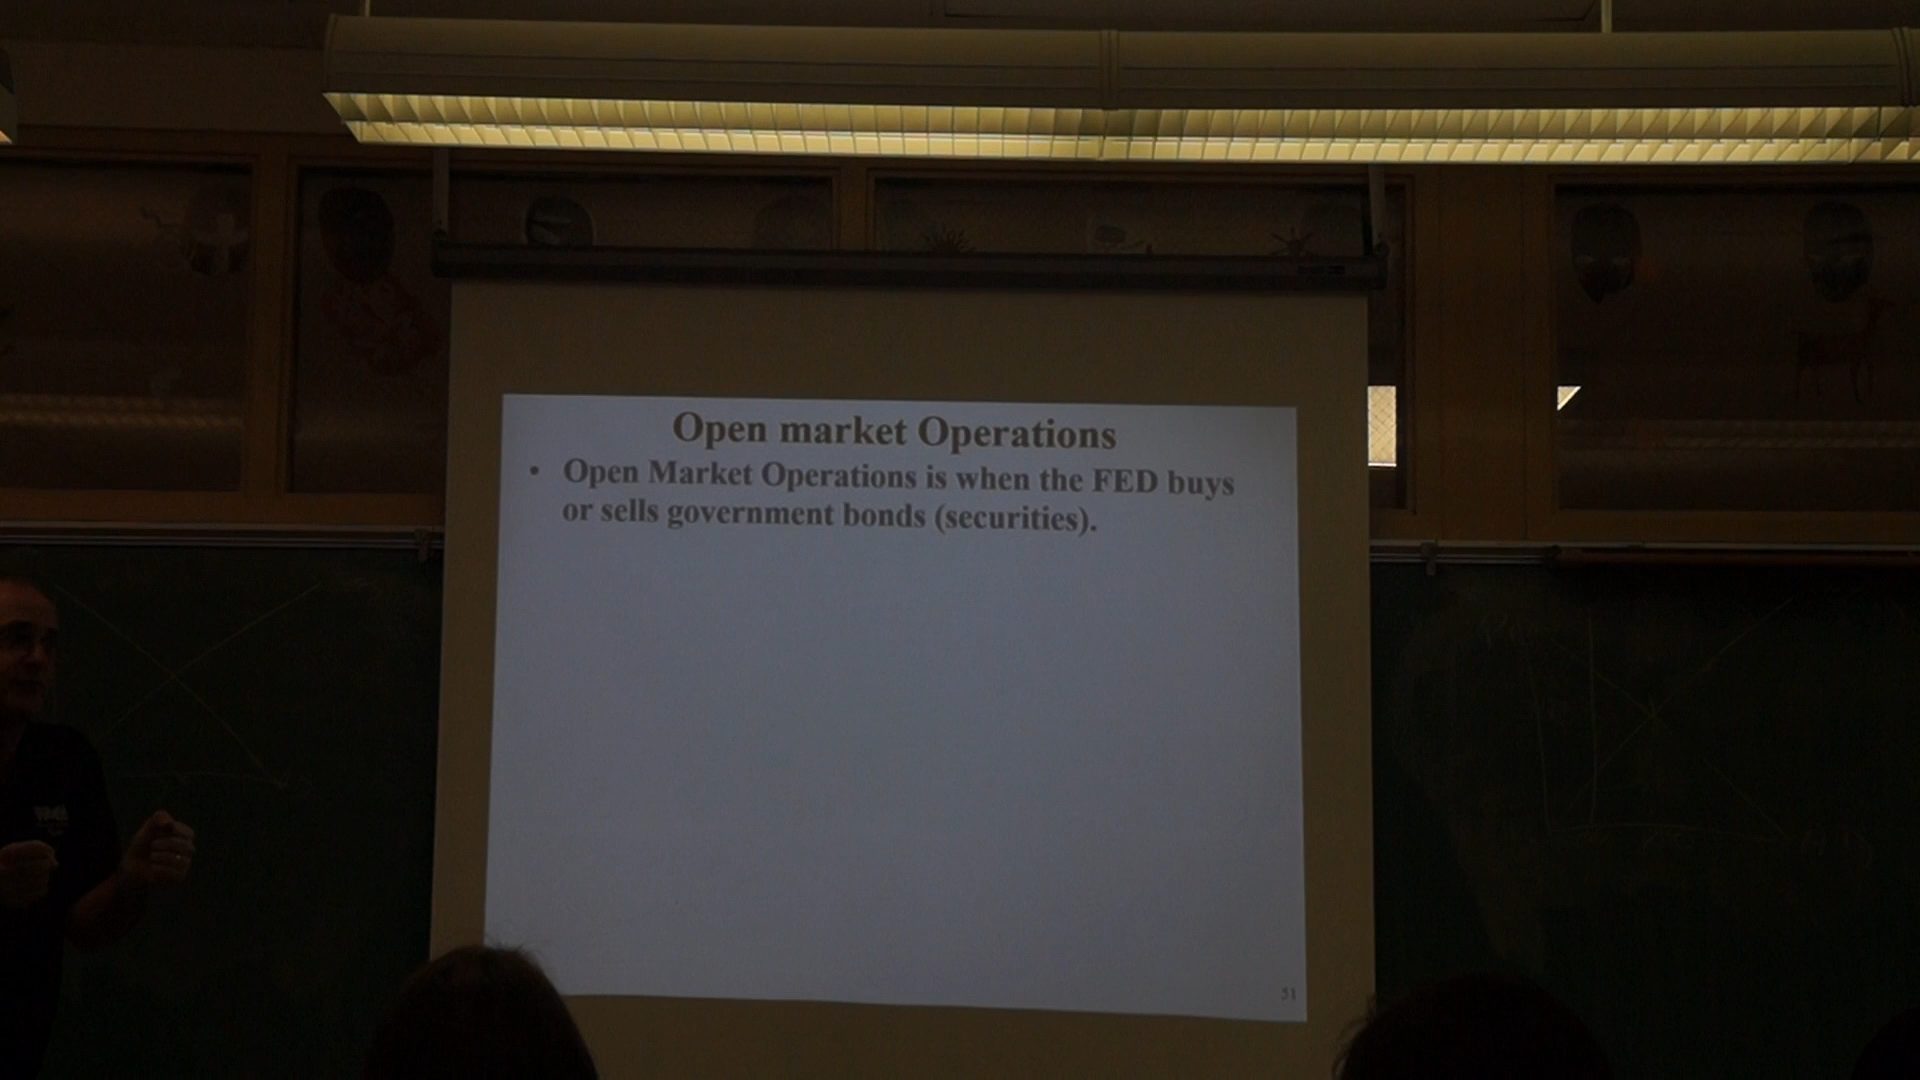 Open market Operations
• Open Market Operations is when the FED buys
or sells government bonds (securities).
51